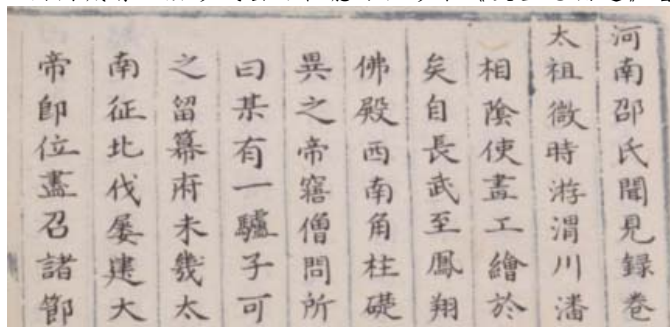 河南邵氏聞見録卷
太祖微時游渭川潘
相陰使畫工繪於
矣自長武至鳳翔
佛殿西南角柱礎
異之帝窘僧問所
曰某有一驢子可
之留幕府未幾太
南征北伐屡建大
帝卽位盡召諸節